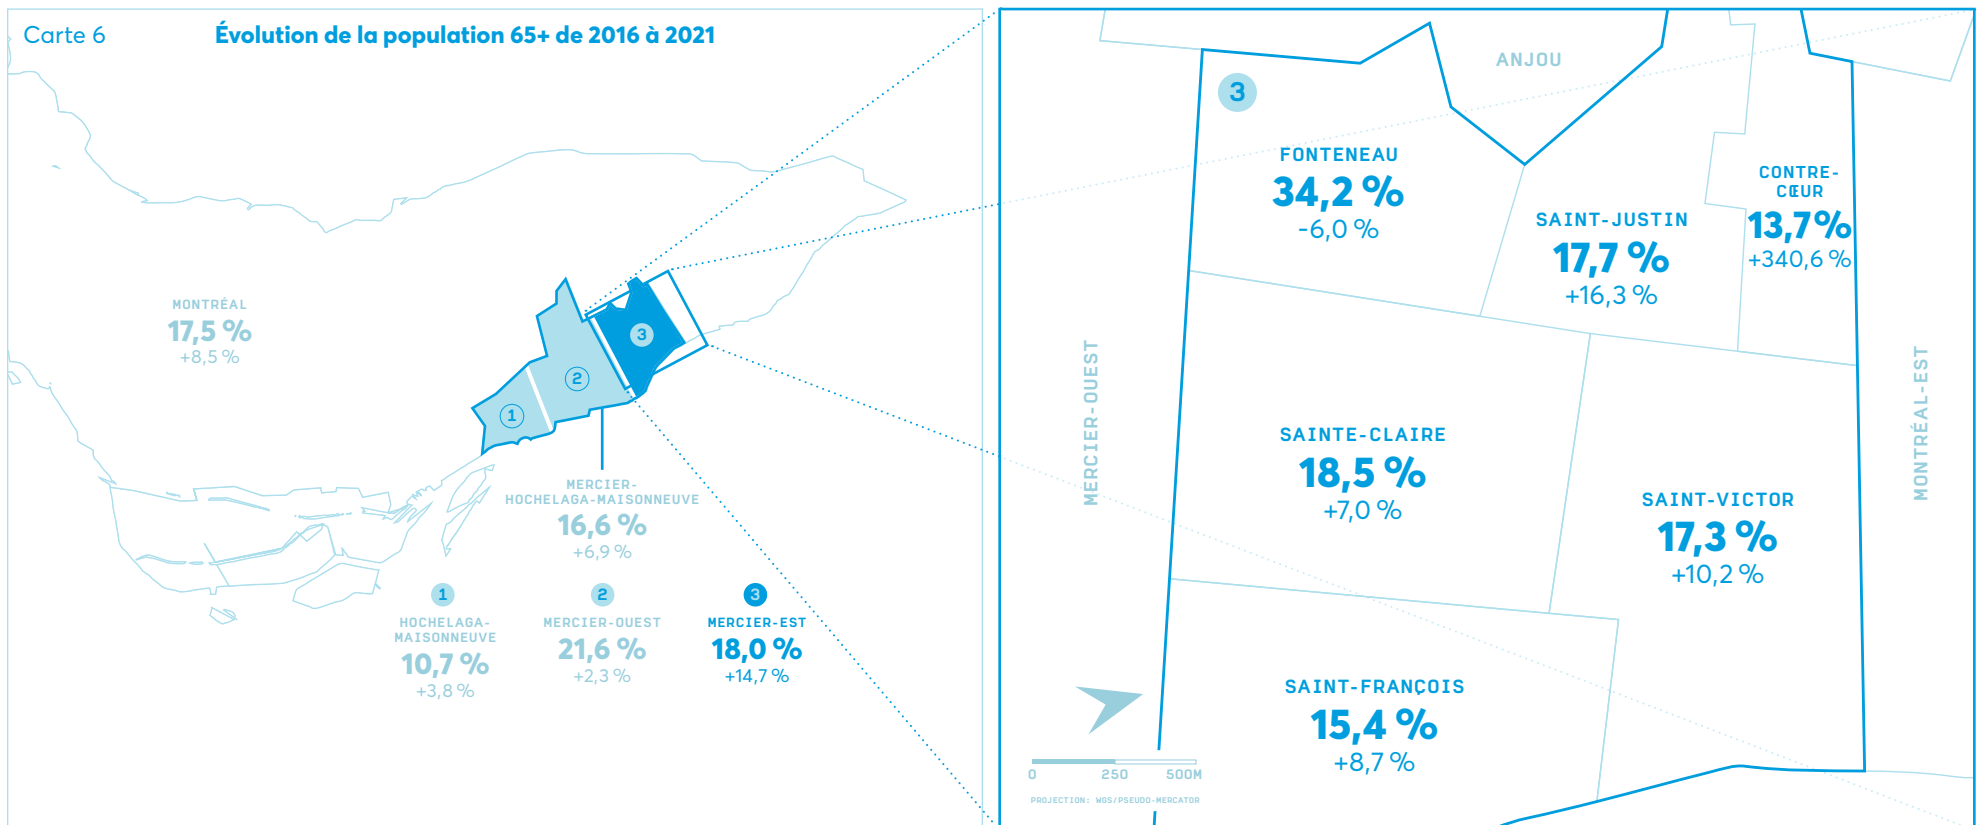 Carte 6
Évolution de la population 65+ de 2016 à 2021
MONTRÉAL
17,5 %
+8,5 %
1
2
3
MERCIER-
HOCHELAGA-MAISONNEUVE
16,6 %
+6,9 %
1
HOCHELAGA-
MAISONNEUVE
10,7 %
+3,8 %
2
MERCIER-OUEST
21,6 %
+2,3 %
3
MERCIER-EST
18,0 %
+14,7 %
3
ANJOU
FONTENEAU
34,2 %
-6,0 %
SAINT-JUSTIN
17,7 %
+16,3 %
CONTRE-
CŒUR
13,7%
+340,6 %
MERCIER-OUEST
MONTRÉAL-EST
SAINTE-CLAIRE
18,5 %
+7,0 %
SAINT-VICTOR
17,3 %
+10,2 %
SAINT-FRANÇOIS
15,4 %
+8,7 %
0 250 500M
PROJECTION: WGS/PSEUDO-MERCATOR